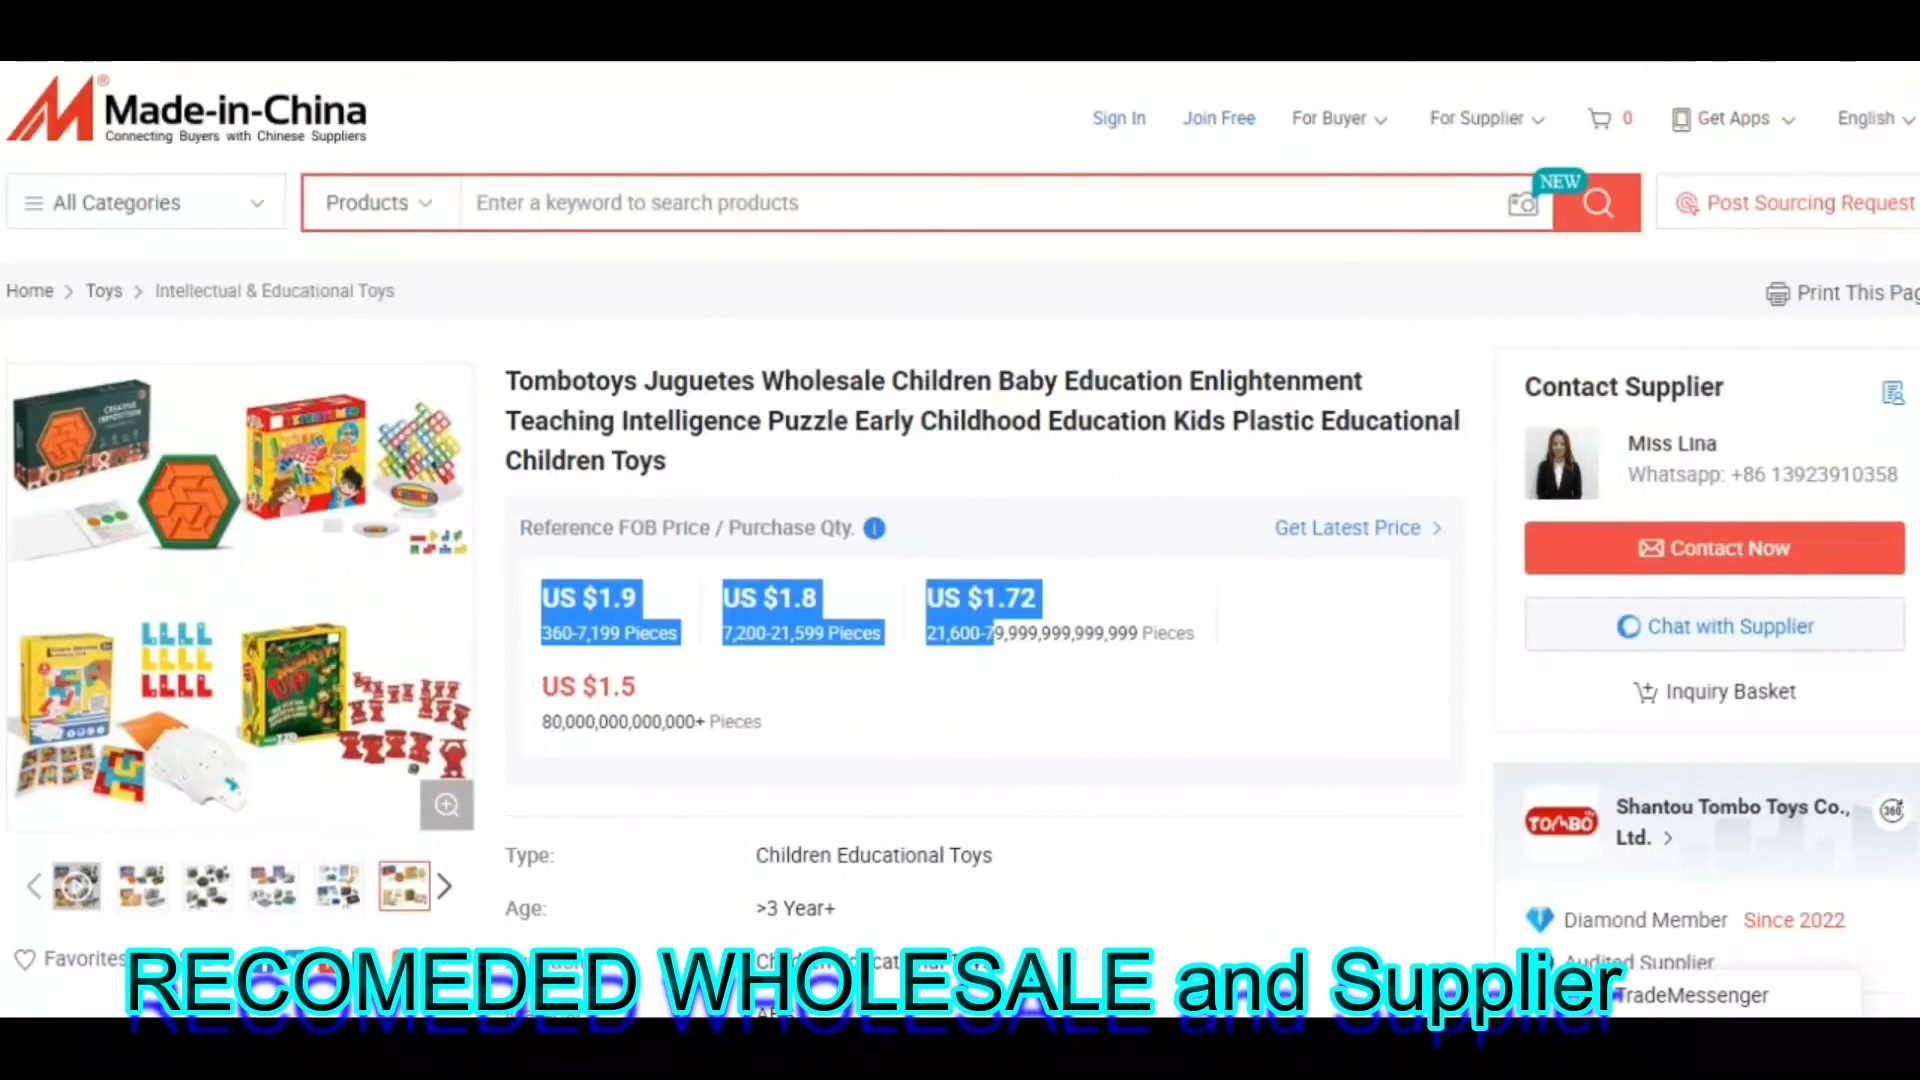 Made-in-China
Connecting Buyers with Chinese Suppliers
Sign In
Join Free
For Buyer
For Supplier
0
Get Apps
English
All Categories
Products
Enter a keyword to search products
NEW
Post Sourcing Request
Home > Toys > Intellectual & Educational Toys
Print This Pag
Tombotoys Juguetes Wholesale Children Baby Education Enlightenment
Teaching Intelligence Puzzle Early Childhood Education Kids Plastic Educational
Children Toys
Reference FOB Price / Purchase Qty.
Get Latest Price >
US $1.9
360-7,199 Pieces
US $1.8
7,200-21,599 Pieces
US $1.72
21,600-79,999,999,999,999 Pieces
US $1.5
80,000,000,000,000+ Pieces
Type:
Children Educational Toys
Age:
>3 Year+
Contact Supplier
Miss Lina
Whatsapp: +86 13923910358
Contact Now
Chat with Supplier
Inquiry Basket
TOMBO
Shantou Tombo Toys Co.,
Ltd. >
360
Diamond Member Since 2022
Audited Supplier
TradeMessenger
CREATIVE
UP
Favorites
RECOMEDED WHOLESALE and Supplier